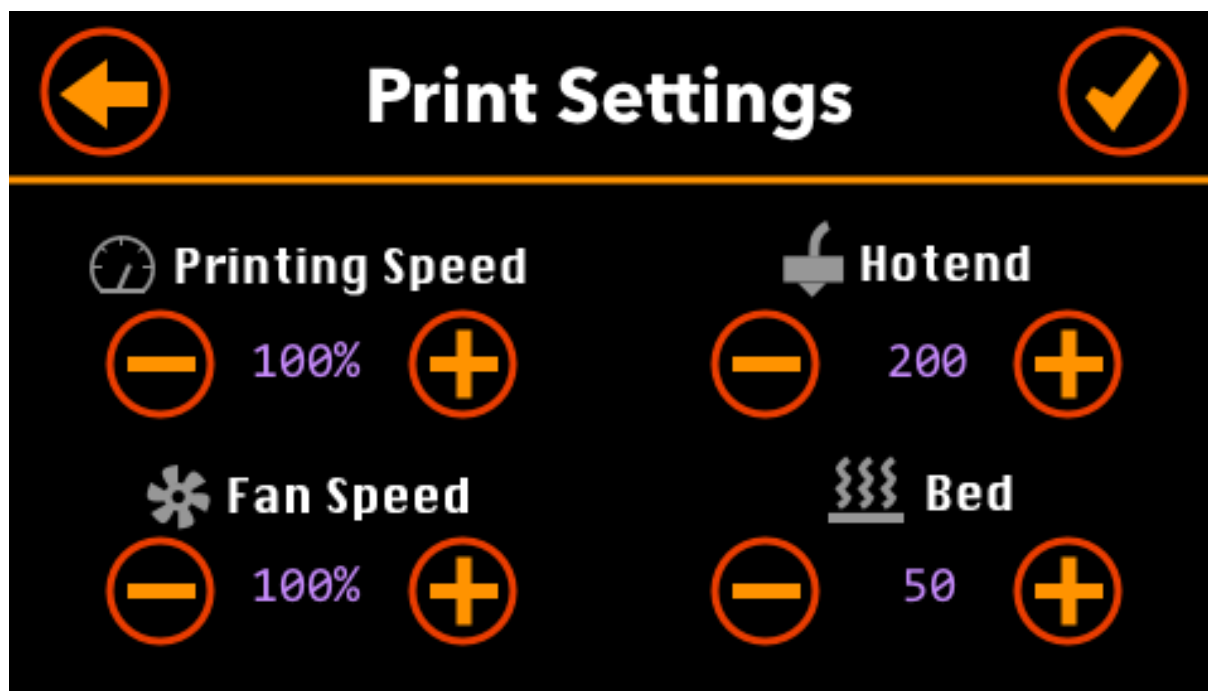 Print Settings
Printing Speed
100%
Hotend
200
Fan Speed
100%
Bed
50